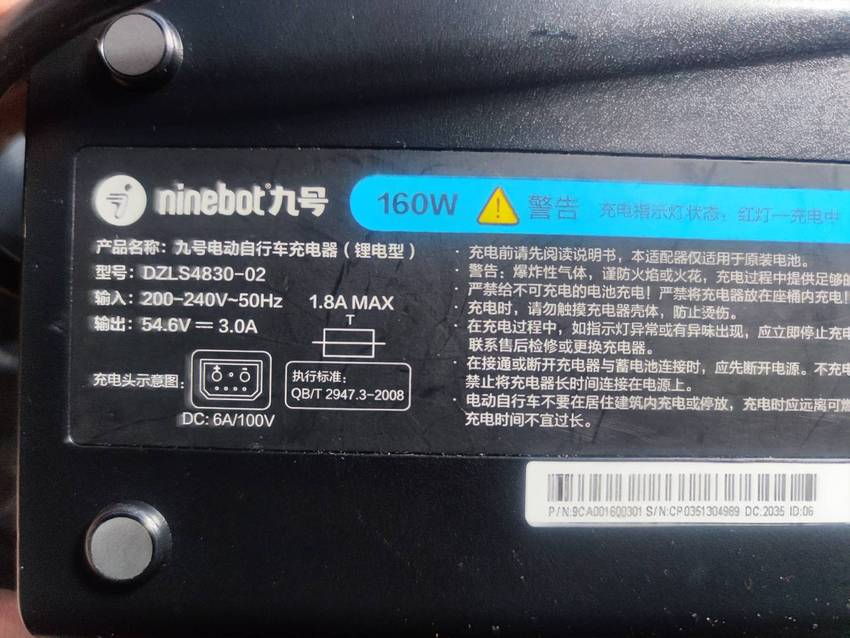 ninebot 九号
160W 警告 充电指示灯状态：红灯—充电中
产品名称：九号电动自行车充电器（锂电型）
型号：DZLS4830-02
输入：200-240V~50Hz 1.8A MAX
输出：54.6V 3.0A
T
充电头示意图：
DC: 6A/100V
执行标准：
QB/T 2947.3-2008
· 充电前请先阅读说明书，本适配器仅适用于原装电池。
· 警告：爆炸性气体，谨防火焰或火花，充电过程中提供足够的
· 严禁给不可充电的电池充电！严禁将充电器放在座桶内充电！
充电时，请勿触摸充电器壳体，防止烫伤。
· 在充电过程中，如指示灯异常或有异味出现，应立即停止充电
联系售后检修或更换充电器。
· 在接通或断开充电器与蓄电池连接时，应先断开电源。不充电
禁止将充电器长时间连接在电源上。
· 电动自行车不要在居住建筑内充电或停放，充电时应远离可燃
充电时间不宜过长。
P/N:9CA001600301 S/N:CP0351304989 DC:2035 ID:06